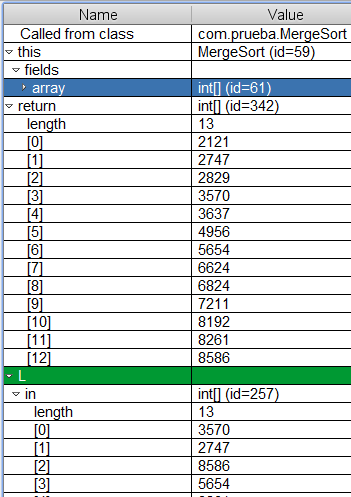 Name Value
Called from class com.prueba.MergeSort
this MergeSort (id=59)
fields
array int[] (id=61)
return int[] (id=342)
length 13
[0] 2121
[1] 2747
[2] 2829
[3] 3570
[4] 3637
[5] 4956
[6] 5654
[7] 6624
[8] 6824
[9] 7211
[10] 8192
[11] 8261
[12] 8586
L
in int[] (id=257)
length 13
[0] 3570
[1] 2747
[2] 8586
[3] 5654